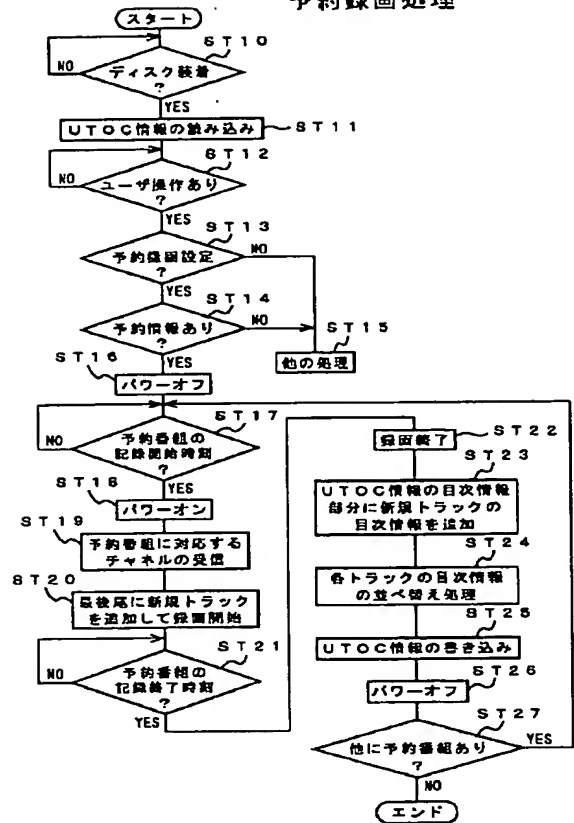 予約録画処理
スタート
ST10
ディスク装着
?
NO
YES
UTOC情報の読み込み
ST11
ST12
ユーザ操作あり
?
NO
YES
ST13
予約録画設定
?
NO
YES
ST14
予約情報あり
?
NO
ST15
他の処理
YES
ST16
パワーオフ
ST17
予約番組の
記録開始時刻
?
NO
YES
ST18
パワーオン
ST19
予約番組に対応する
チャネルの受信
ST20
最後尾に新規トラック
を追加して録画開始
ST21
予約番組の
記録終了時刻
?
NO
YES
録画終了
ST22
ST23
UTOC情報の目次情報
部分に新規トラックの
目次情報を追加
ST24
各トラックの目次情報
の並べ替え処理
ST25
UTOC情報の書き込み
ST26
パワーオフ
ST27
他に予約番組あり
?
YES
NO
エンド